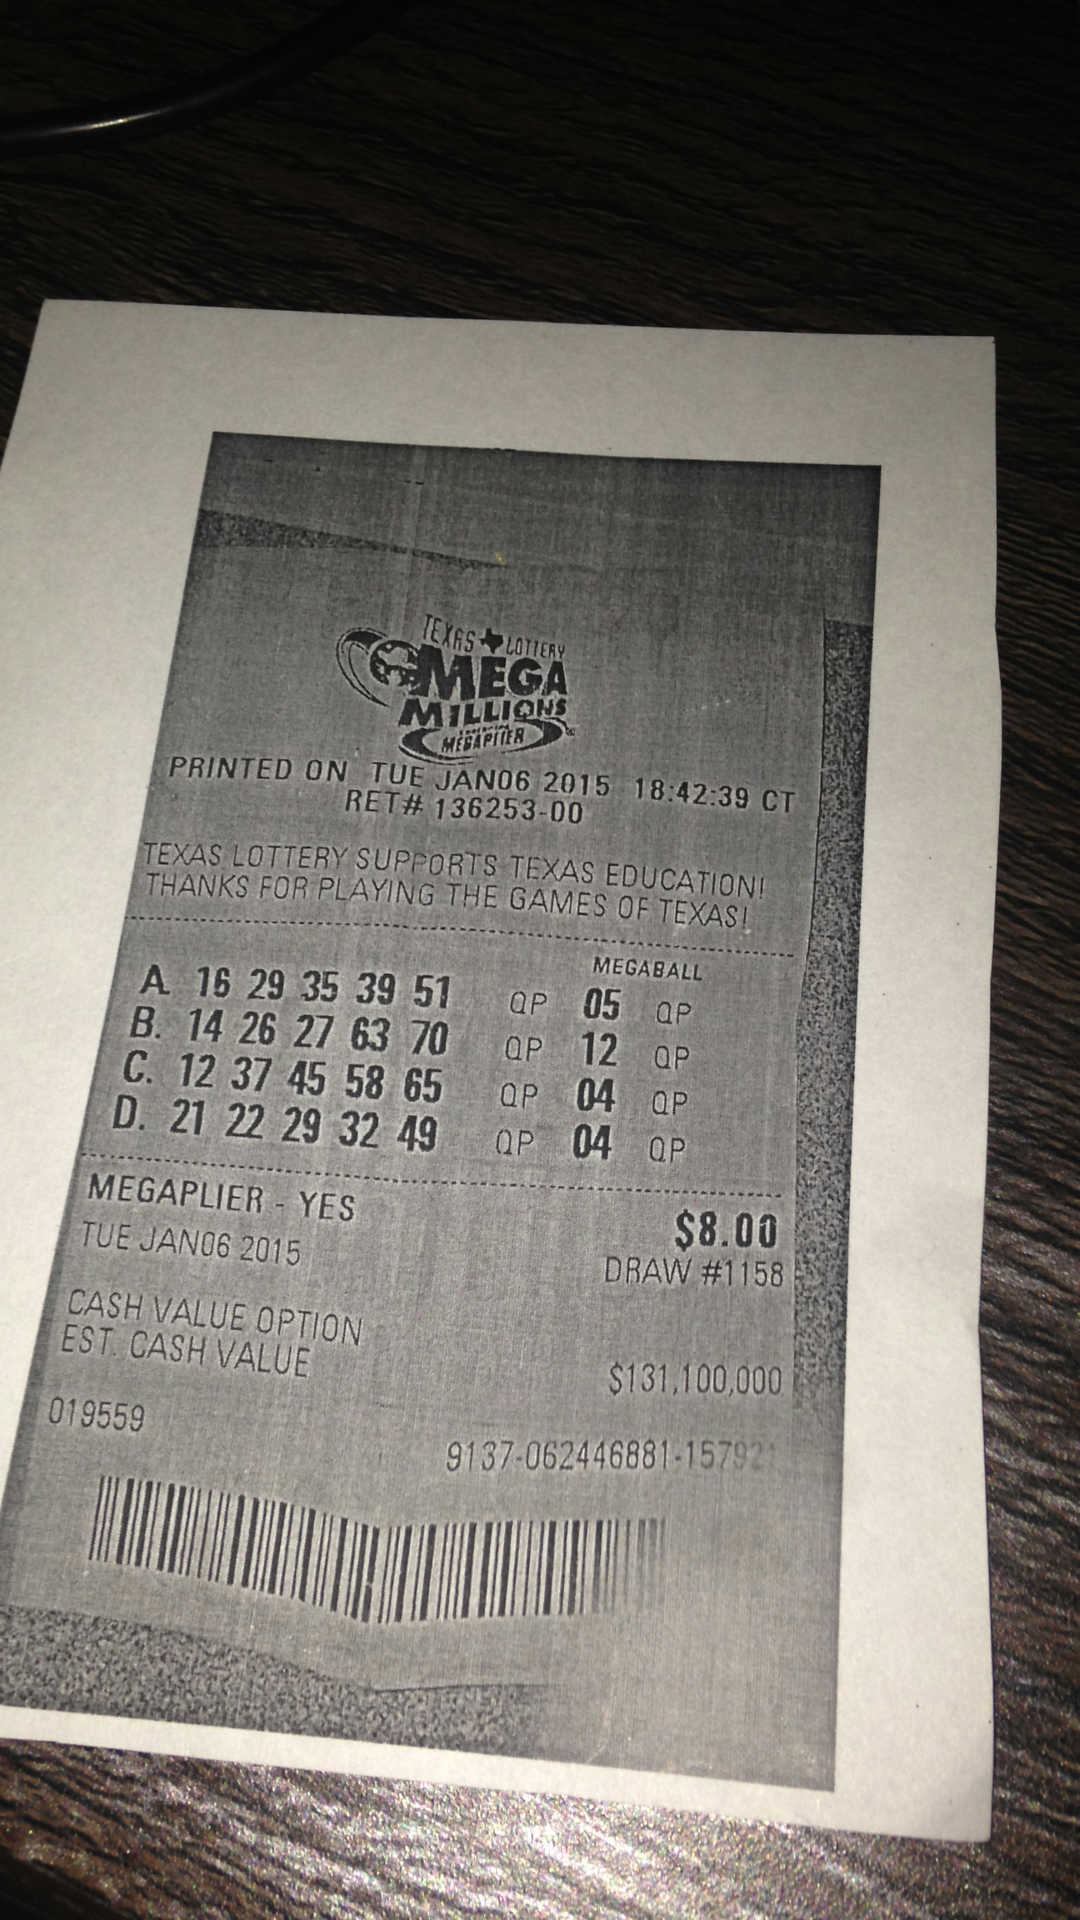 TEXAS LOTTERY
MEGA
MILLIONS
MEGAPLIER
PRINTED ON TUE JAN06 2015 18:42:39 CT
RET# 136253-00
TEXAS LOTTERY SUPPORTS TEXAS EDUCATION!
THANKS FOR PLAYING THE GAMES OF TEXAS!
MEGABALL
A. 16 29 35 39 51 QP 05 QP
B. 14 26 27 63 70 QP 12 QP
C. 12 37 45 58 65 QP 04 QP
D. 21 22 29 32 49 QP 04 QP
MEGAPLIER - YES $8.00
TUE JAN06 2015 DRAW #1158
CASH VALUE OPTION
EST. CASH VALUE $131,100,000
019559